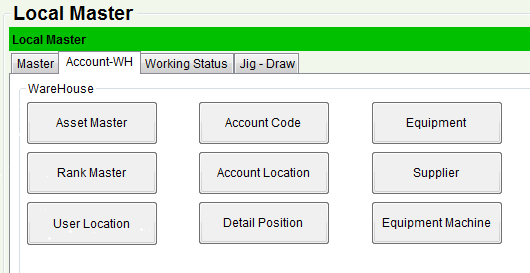 Local Master
Local Master
Master Account-WH Working Status Jig - Draw
WareHouse
Asset Master Account Code Equipment
Rank Master Account Location Supplier
User Location Detail Position Equipment Machine